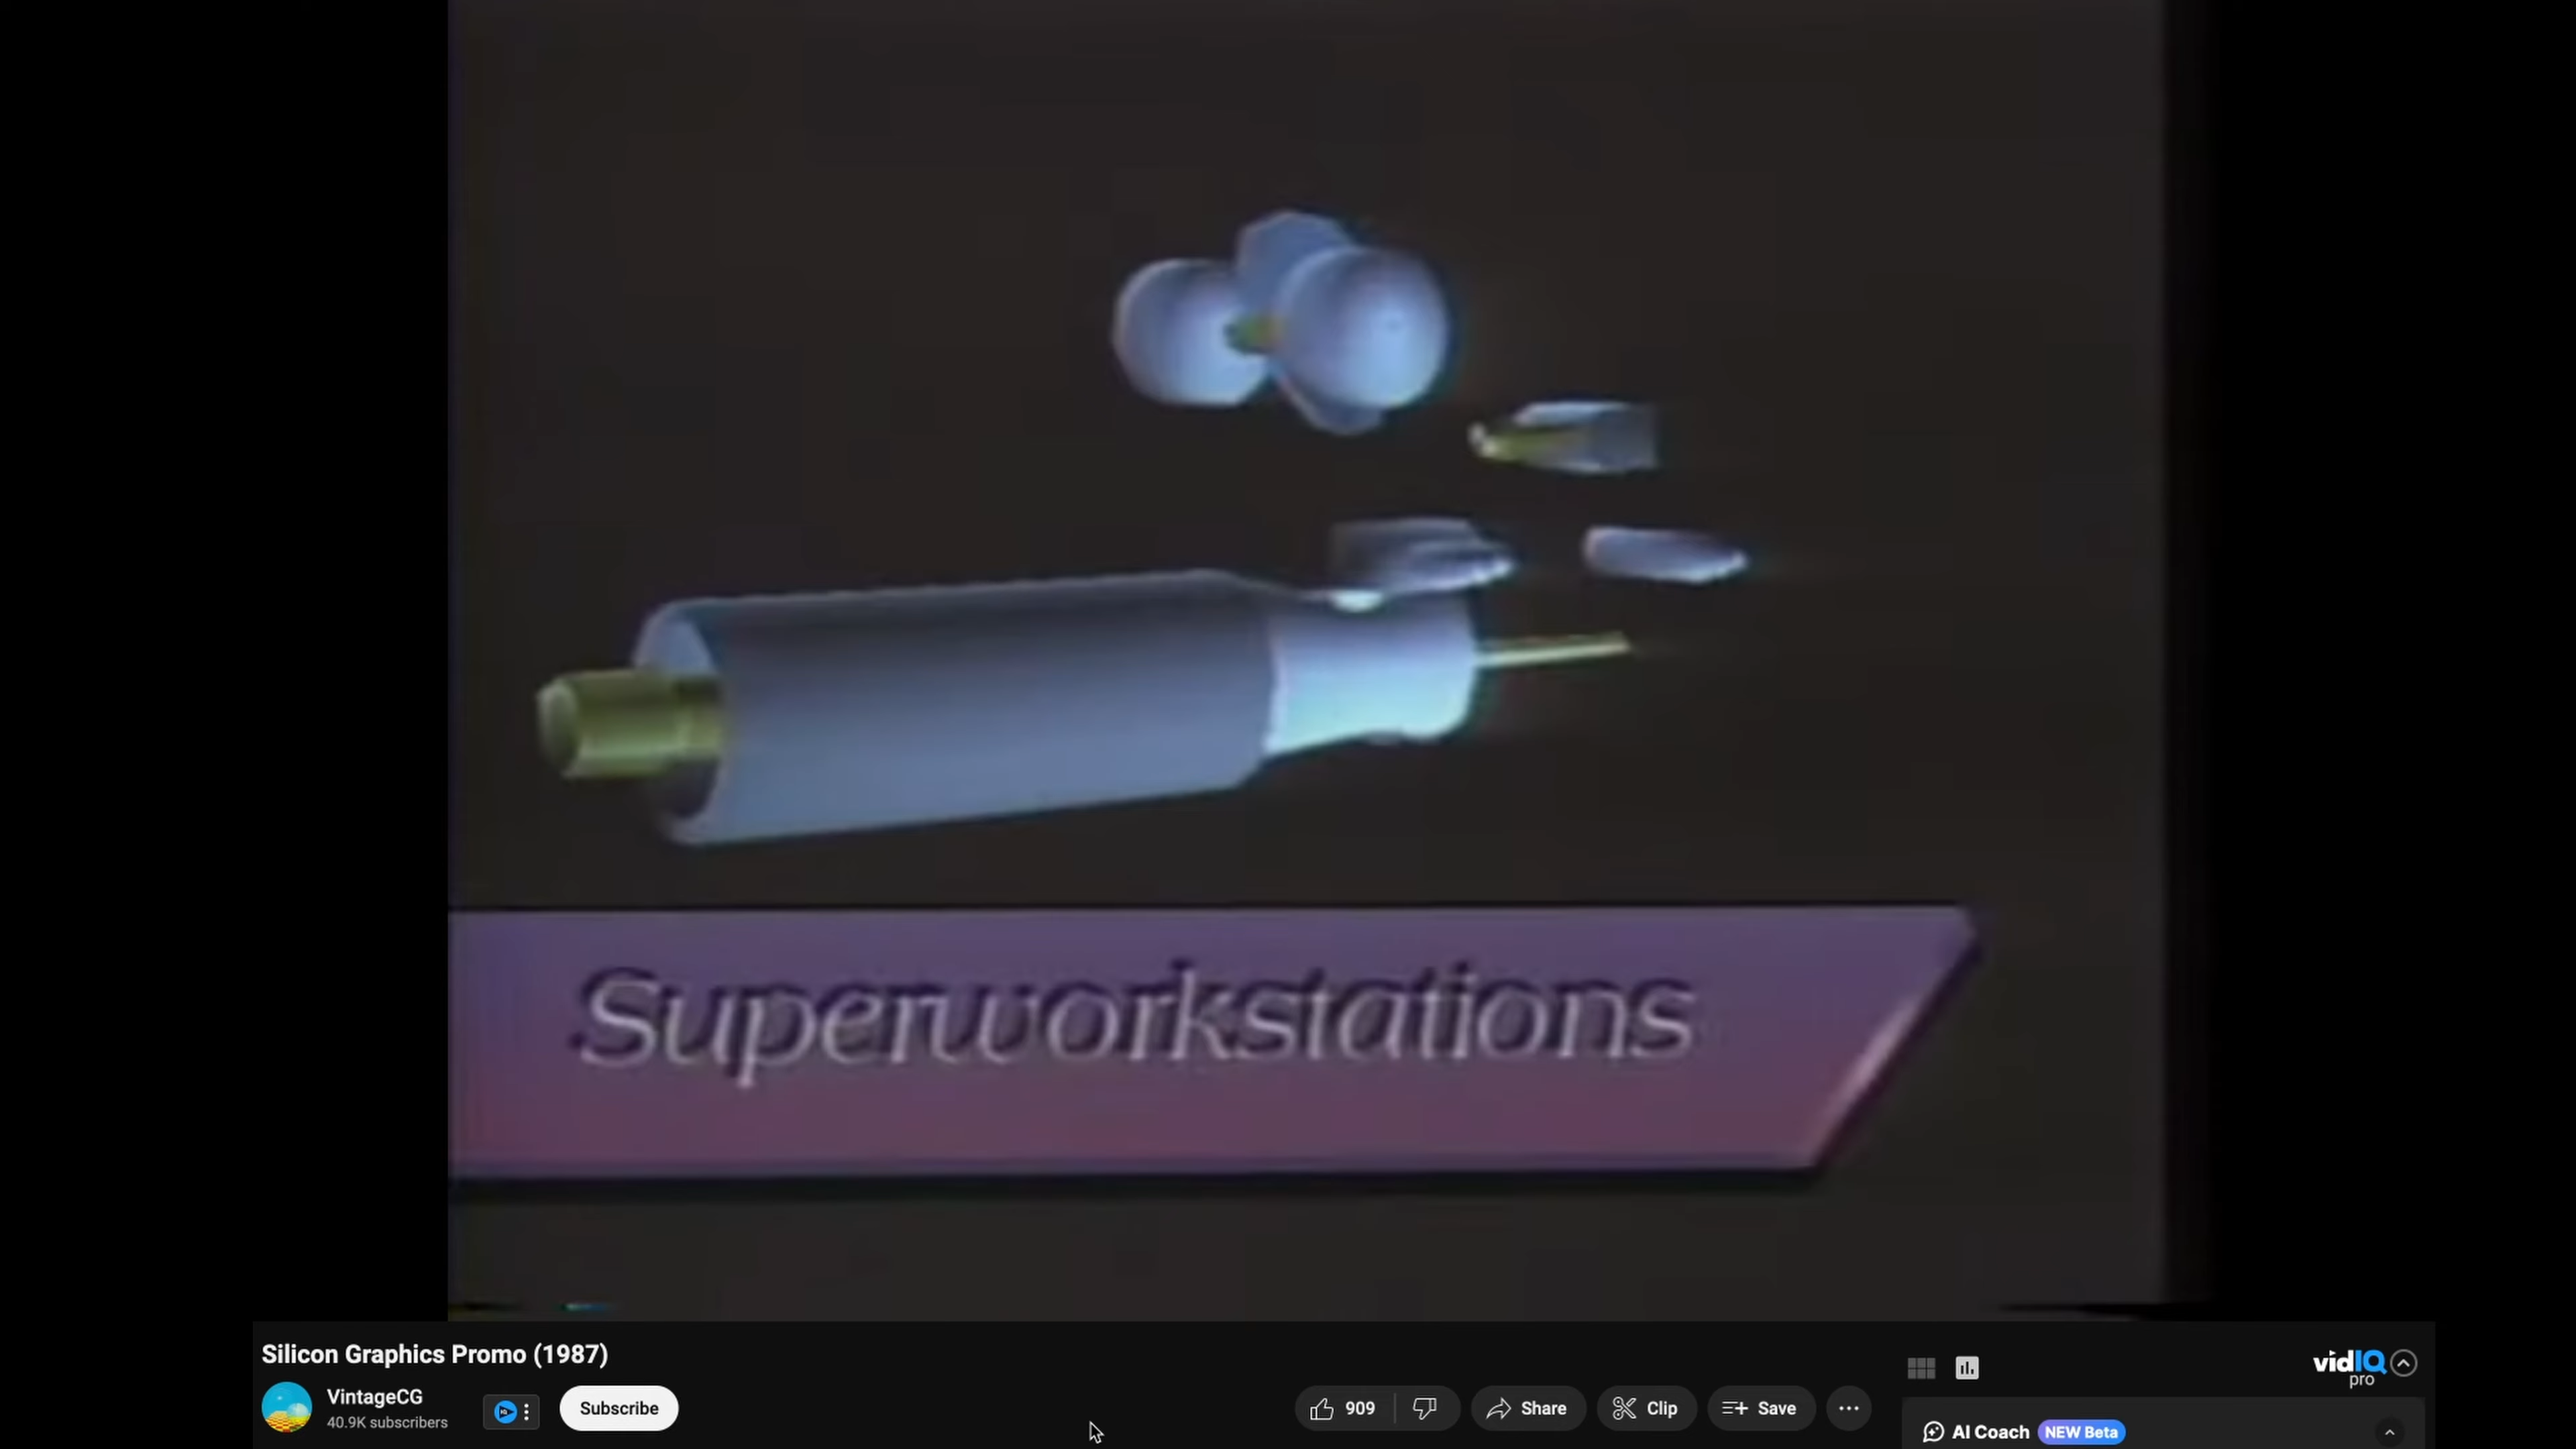 Superworkstations
Silicon Graphics Promo (1987)
vidIQ
pro
VintageCG
40.9K subscribers
Subscribe
909
Share
Clip
Save
AI Coach NEW Beta